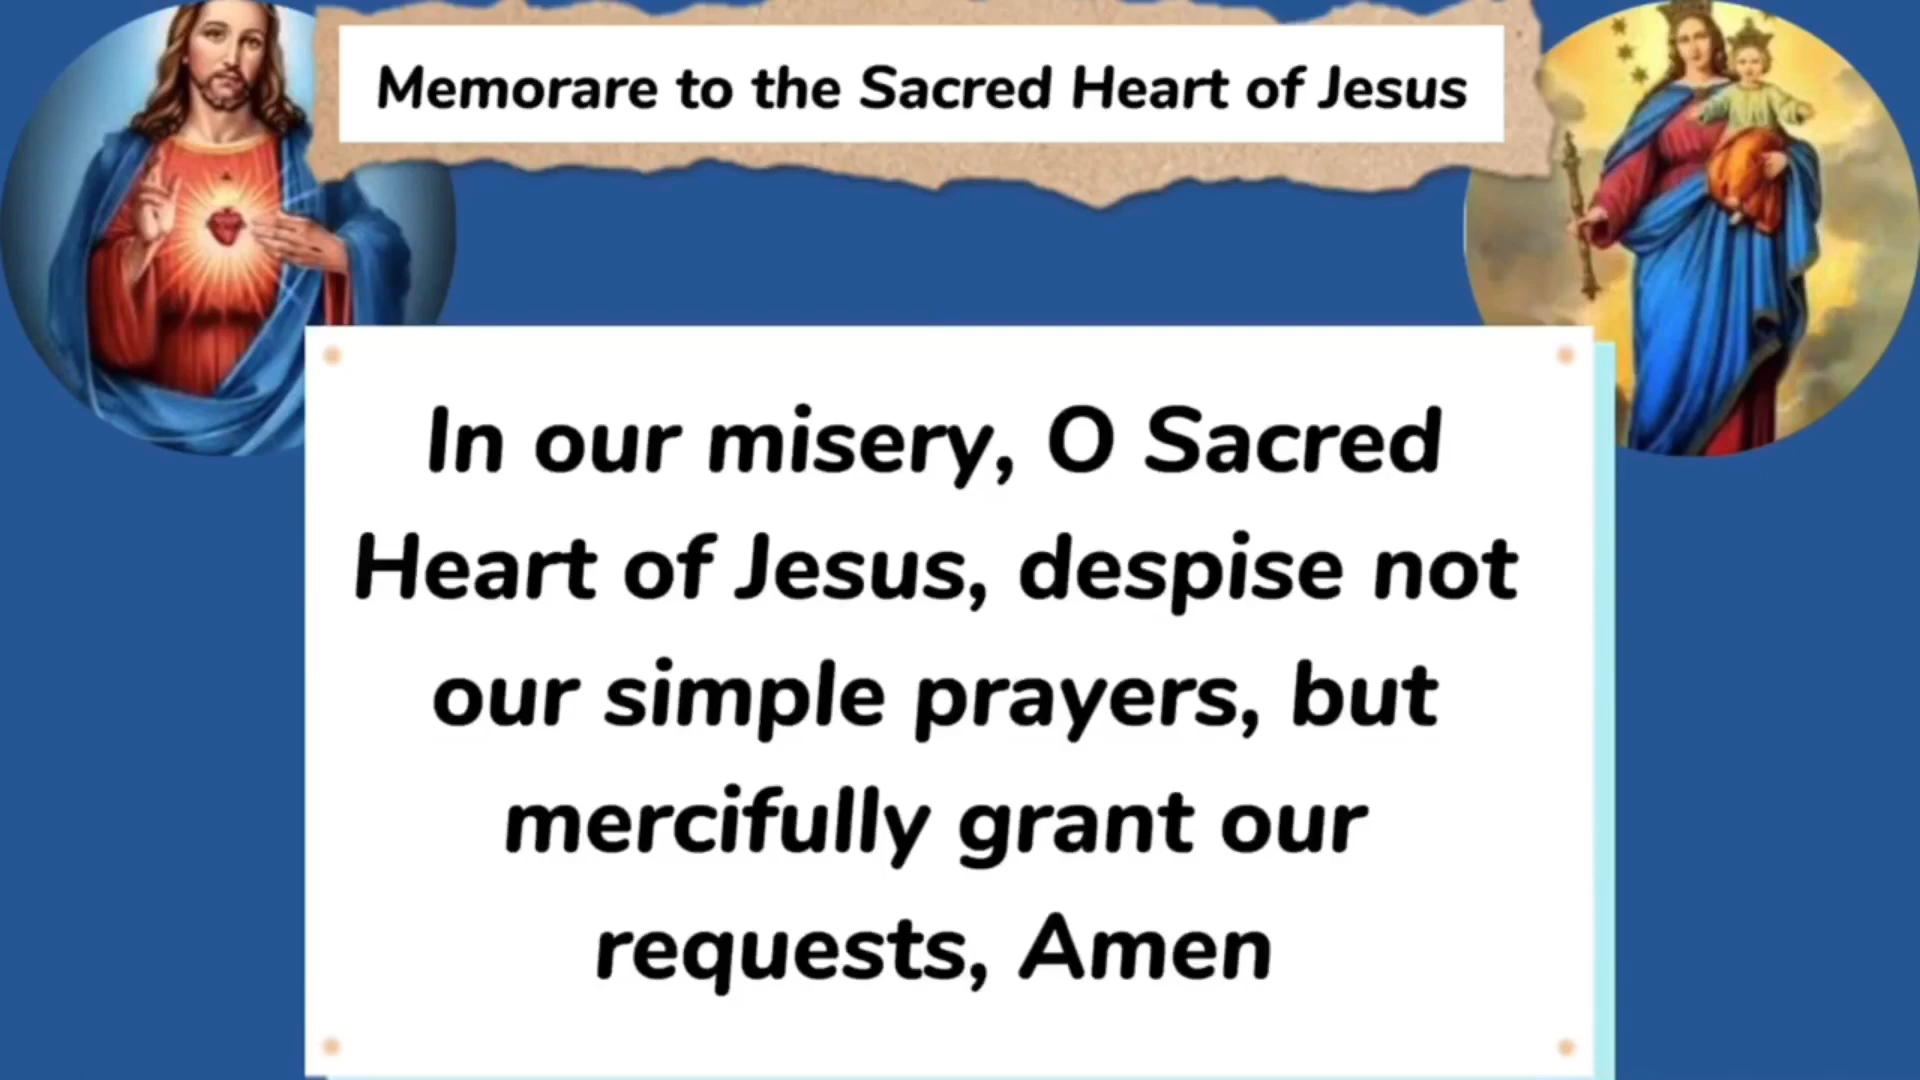 Memorare to the Sacred Heart of Jesus
In our misery, O Sacred
Heart of Jesus, despise not
our simple prayers, but
mercifully grant our
requests, Amen